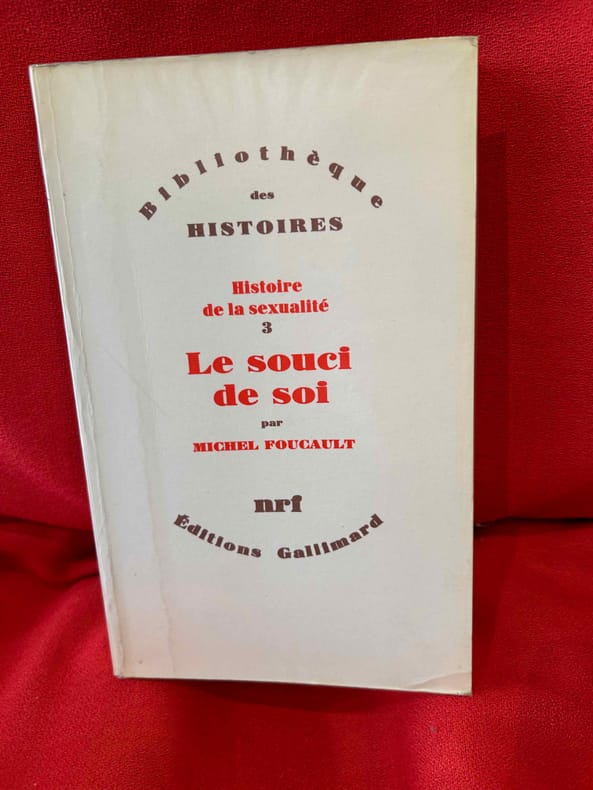 Bibliothèque
des
HISTOIRES
Histoire
de la sexualité
3
Le souci
de soi
par
MICHEL FOUCAULT
nrf
Éditions Gallimard